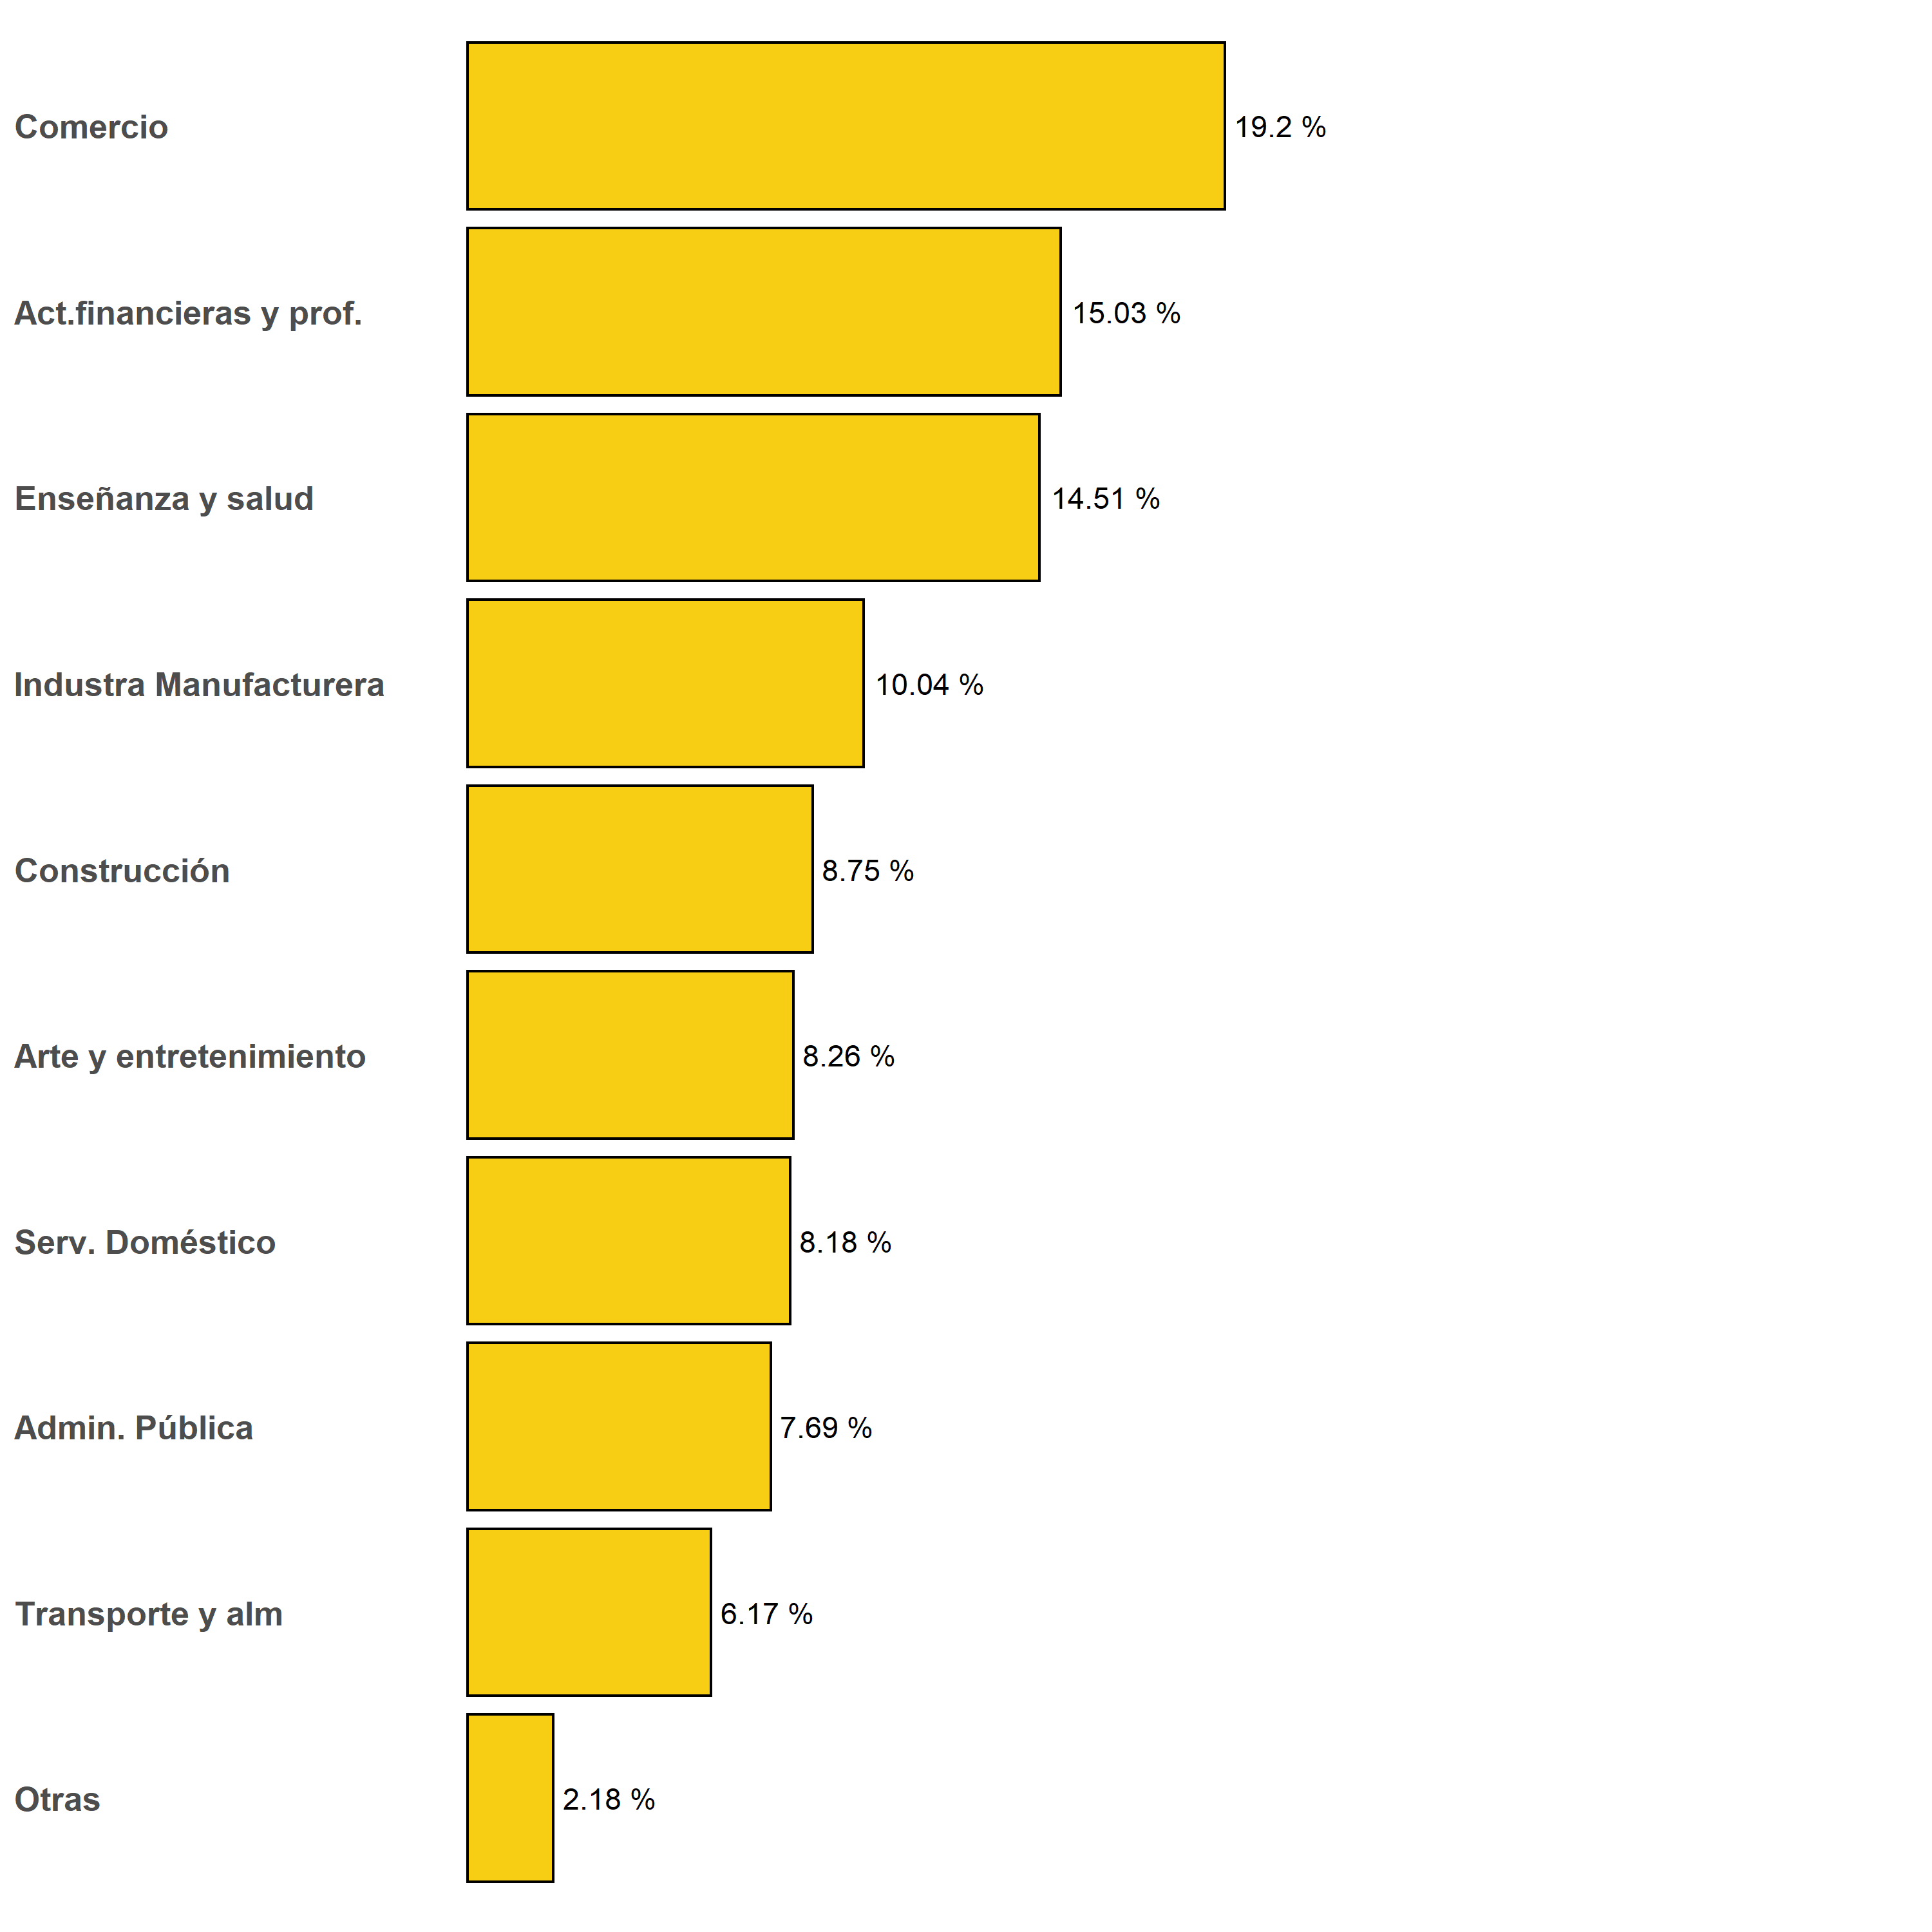 Comercio 19.2 %
Act.financieras y prof. 15.03 %
Enseñanza y salud 14.51 %
Industra Manufacturera 10.04 %
Construcción 8.75 %
Arte y entretenimiento 8.26 %
Serv. Doméstico 8.18 %
Admin. Pública 7.69 %
Transporte y alm 6.17 %
Otras 2.18 %